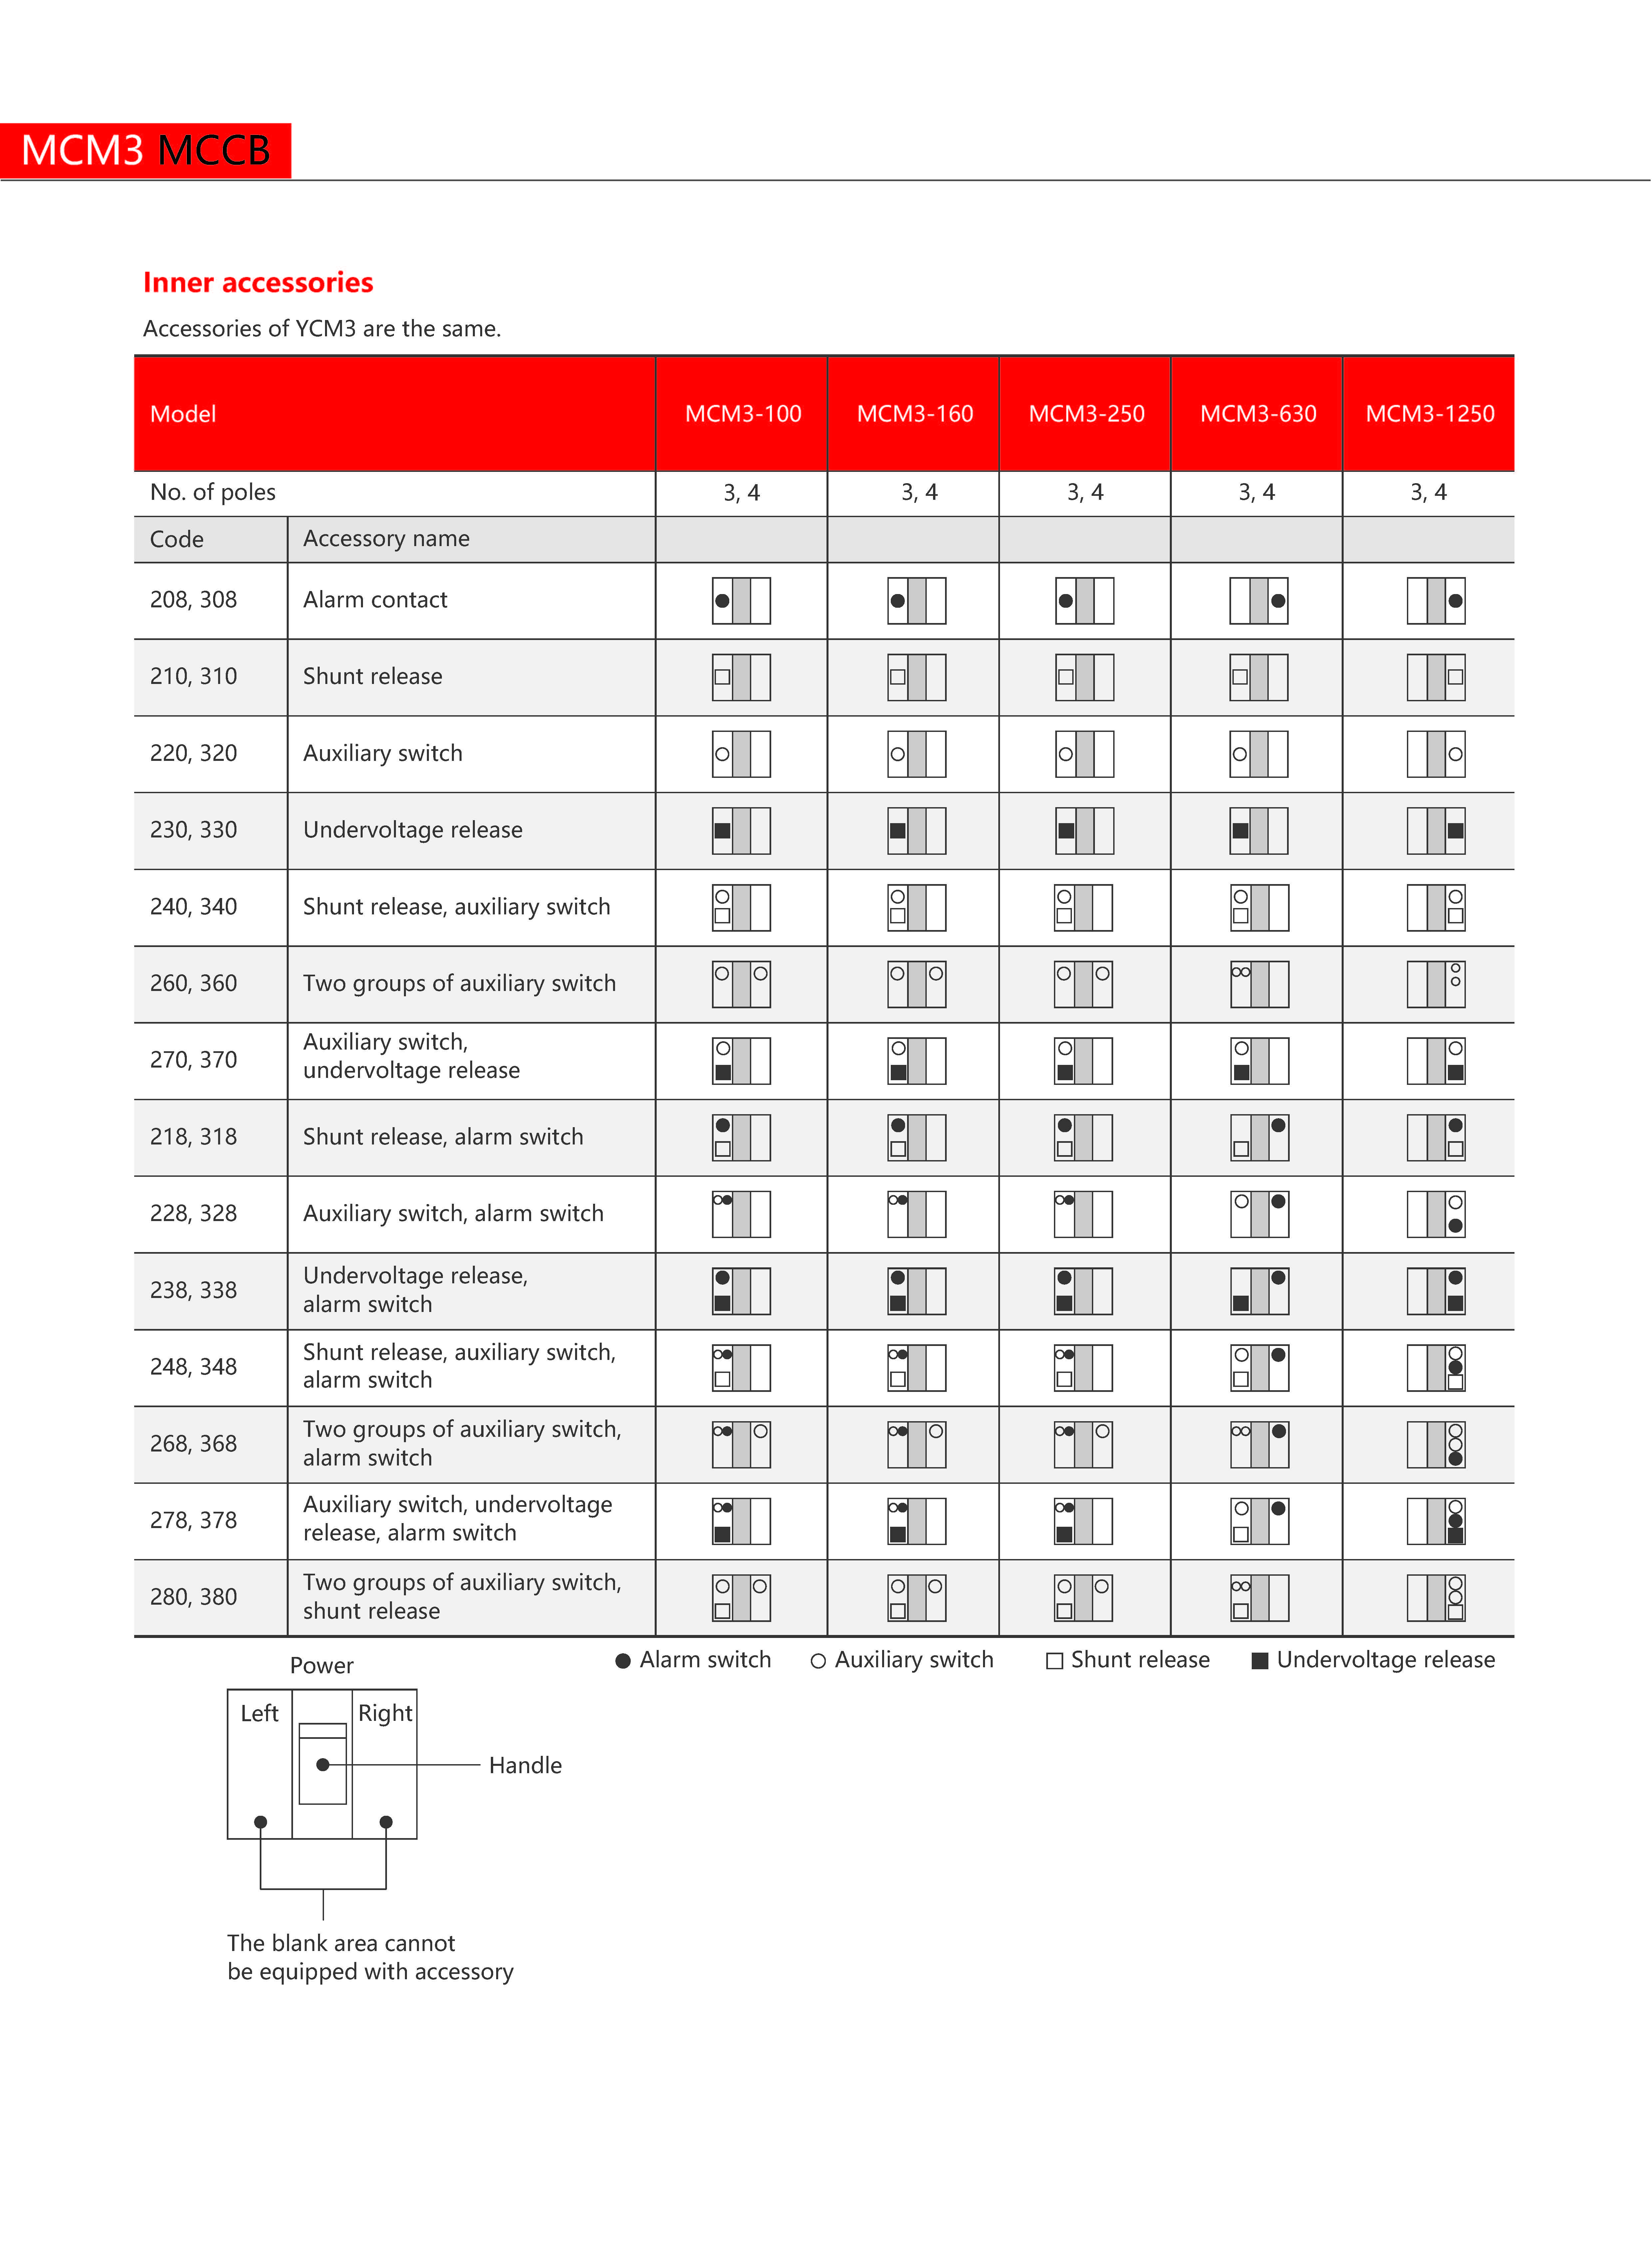 MCM3 MCCB
Inner accessories
Accessories of YCM3 are the same.
Model MCM3-100 MCM3-160 MCM3-250 MCM3-630 MCM3-1250
No. of poles 3, 4 3, 4 3, 4 3, 4 3, 4
Code Accessory name
208, 308 Alarm contact
210, 310 Shunt release
220, 320 Auxiliary switch
230, 330 Undervoltage release
240, 340 Shunt release, auxiliary switch
260, 360 Two groups of auxiliary switch
270, 370 Auxiliary switch,
undervoltage release
218, 318 Shunt release, alarm switch
228, 328 Auxiliary switch, alarm switch
238, 338 Undervoltage release,
alarm switch
248, 348 Shunt release, auxiliary switch,
alarm switch
268, 368 Two groups of auxiliary switch,
alarm switch
278, 378 Auxiliary switch, undervoltage
release, alarm switch
280, 380 Two groups of auxiliary switch,
shunt release
Alarm switch Auxiliary switch Shunt release Undervoltage release
Power
Left Right
Handle
The blank area cannot
be equipped with accessory